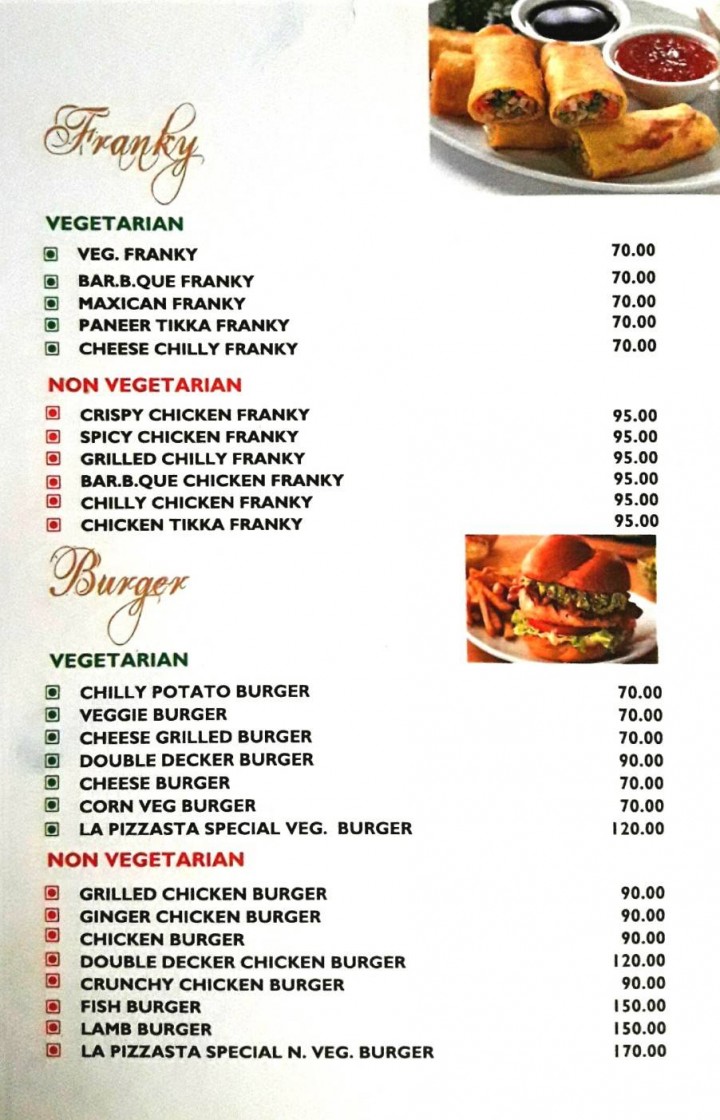 Franky
VEGETARIAN
VEG. FRANKY 70.00
BAR.B.QUE FRANKY 70.00
MAXICAN FRANKY 70.00
PANEER TIKKA FRANKY 70.00
CHEESE CHILLY FRANKY 70.00
NON VEGETARIAN
CRISPY CHICKEN FRANKY 95.00
SPICY CHICKEN FRANKY 95.00
GRILLED CHILLY FRANKY 95.00
BAR.B.QUE CHICKEN FRANKY 95.00
CHILLY CHICKEN FRANKY 95.00
CHICKEN TIKKA FRANKY 95.00
Burger
VEGETARIAN
CHILLY POTATO BURGER 70.00
VEGGIE BURGER 70.00
CHEESE GRILLED BURGER 70.00
DOUBLE DECKER BURGER 90.00
CHEESE BURGER 70.00
CORN VEG BURGER 70.00
LA PIZZASTA SPECIAL VEG. BURGER 120.00
NON VEGETARIAN
GRILLED CHICKEN BURGER 90.00
GINGER CHICKEN BURGER 90.00
CHICKEN BURGER 90.00
DOUBLE DECKER CHICKEN BURGER 120.00
CRUNCHY CHICKEN BURGER 90.00
FISH BURGER 150.00
LAMB BURGER 150.00
LA PIZZASTA SPECIAL N. VEG. BURGER 170.00